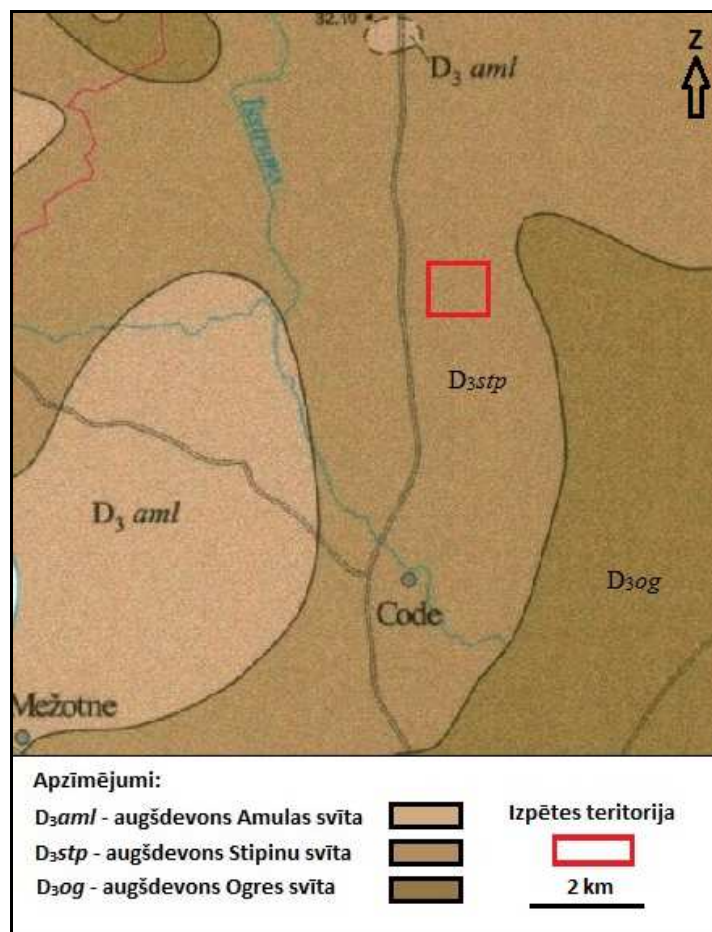 32.10
D₃ aml
Z
Īsstrums
D₃stp
D₃ aml
D₃og
Code
Mežotne
Apzīmējumi:
D₃aml - augšdevons Amulas svīta
D₃stp - augšdevons Stipinu svīta
D₃og - augšdevons Ogres svīta
Izpētes teritorija
2 km